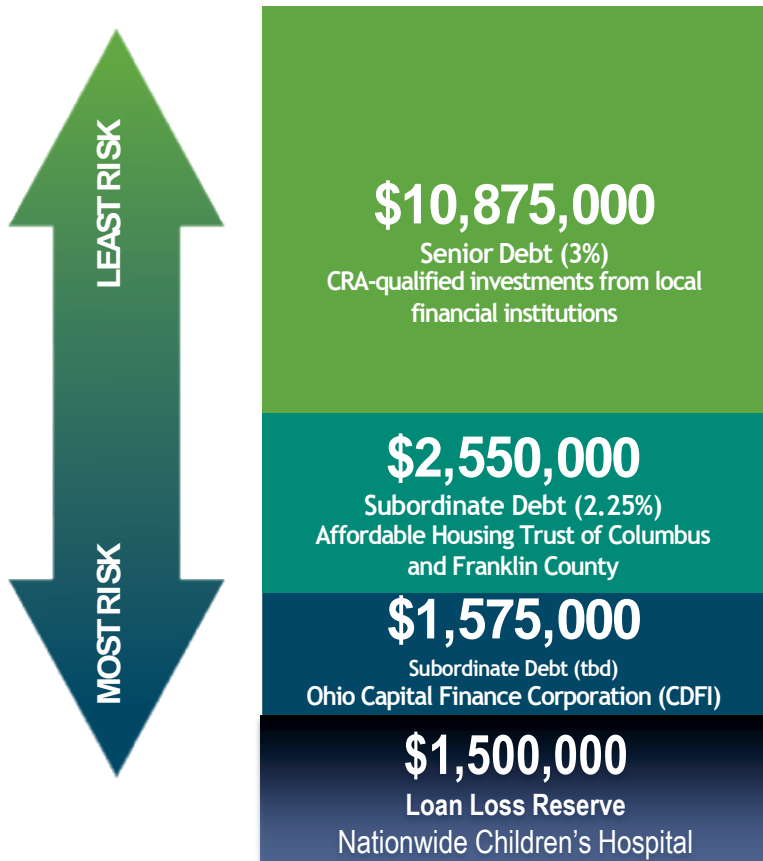 LEAST RISK
MOST RISK
$10,875,000
Senior Debt (3%)
CRA-qualified investments from local
financial institutions
$2,550,000
Subordinate Debt (2.25%)
Affordable Housing Trust of Columbus
and Franklin County
$1,575,000
Subordinate Debt (tbd)
Ohio Capital Finance Corporation (CDFI)
$1,500,000
Loan Loss Reserve
Nationwide Children's Hospital